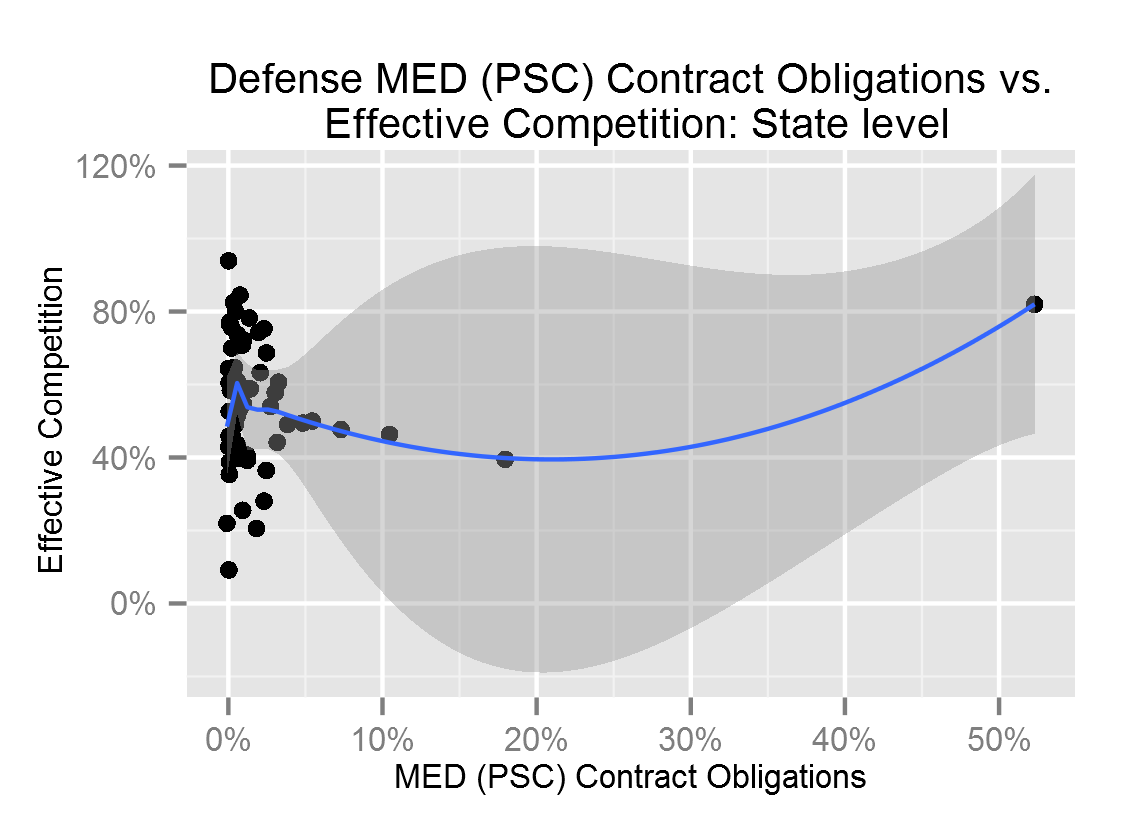 Defense MED (PSC) Contract Obligations vs.
Effective Competition: State level
120%
80%
40%
0%
Effective Competition
0%
10%
20%
30%
40%
50%
MED (PSC) Contract Obligations